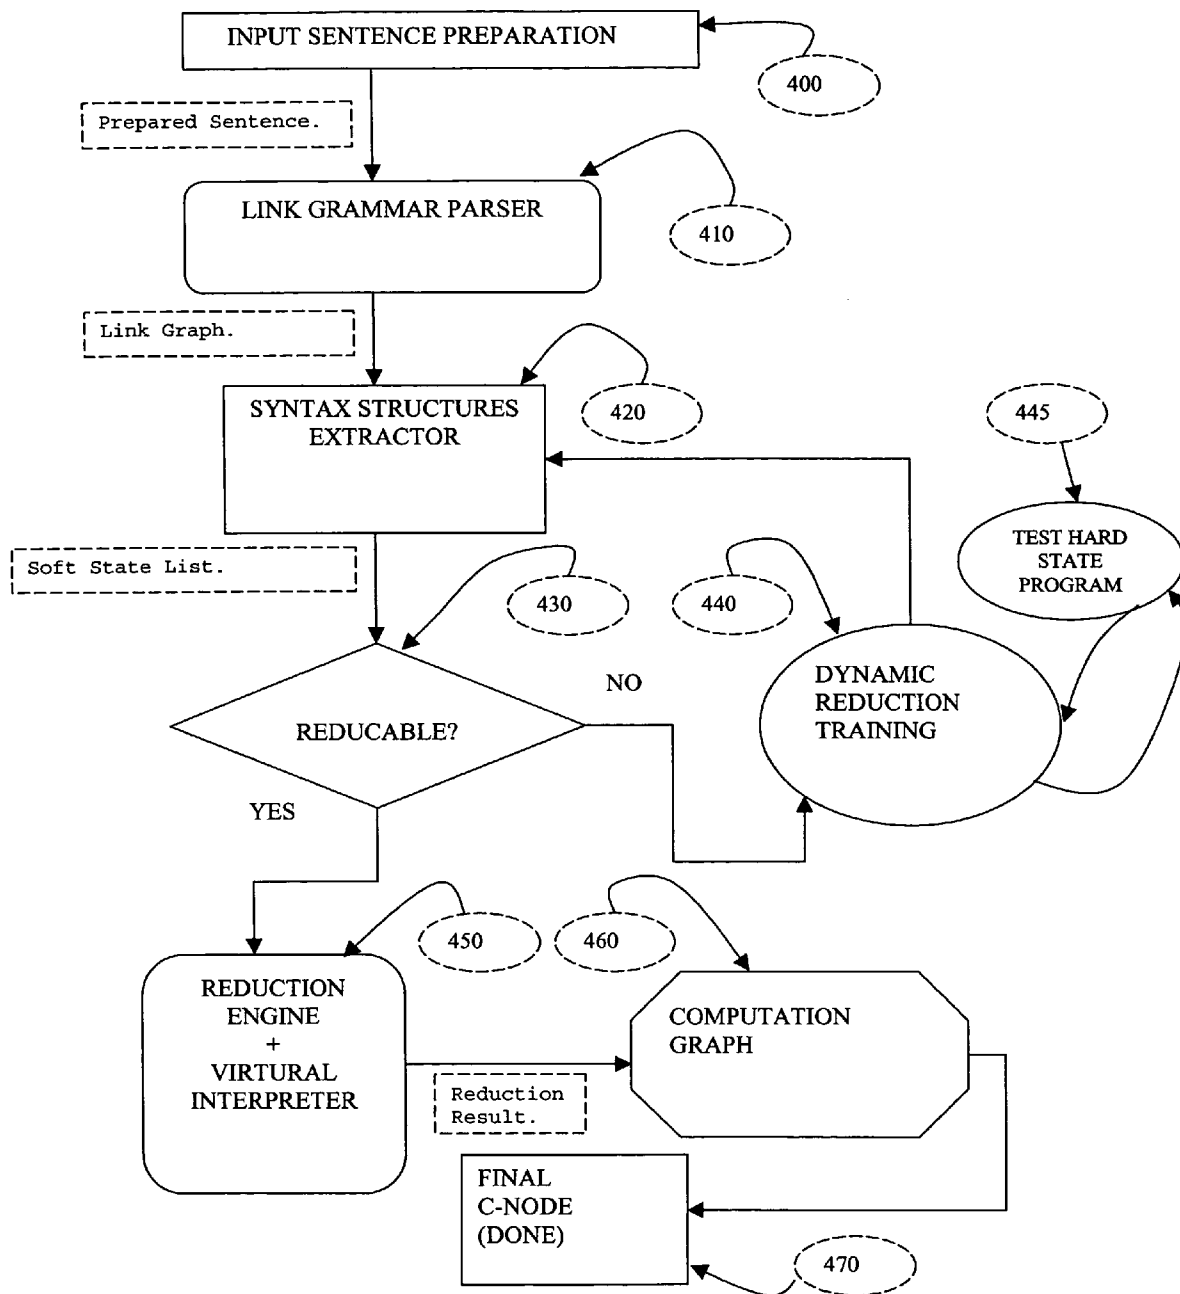 INPUT SENTENCE PREPARATION
400
Prepared Sentence.
LINK GRAMMAR PARSER
410
Link Graph.
SYNTAX STRUCTURES
EXTRACTOR
420
445
TEST HARD
STATE
PROGRAM
Soft State List.
430
440
REDUCABLE?
NO
YES
DYNAMIC
REDUCTION
TRAINING
450
460
REDUCTION
ENGINE
+
VIRTURAL
INTERPRETER
Reduction
Result.
COMPUTATION
GRAPH
FINAL
C-NODE
(DONE)
470